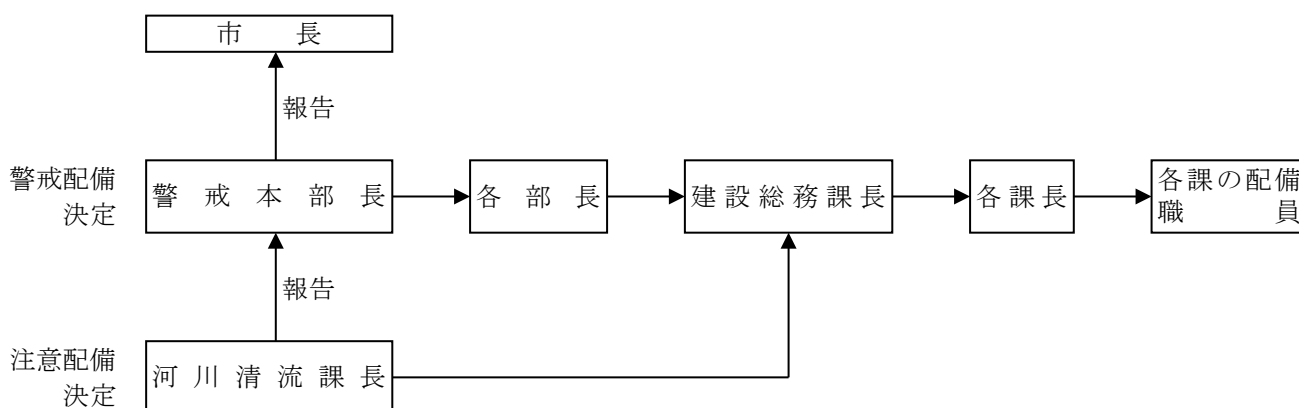 市長
報告
警戒配備
決定
警戒本部長
各部長
建設総務課長
各課長
各課の配備
職員
報告
注意配備
決定
河川清流課長